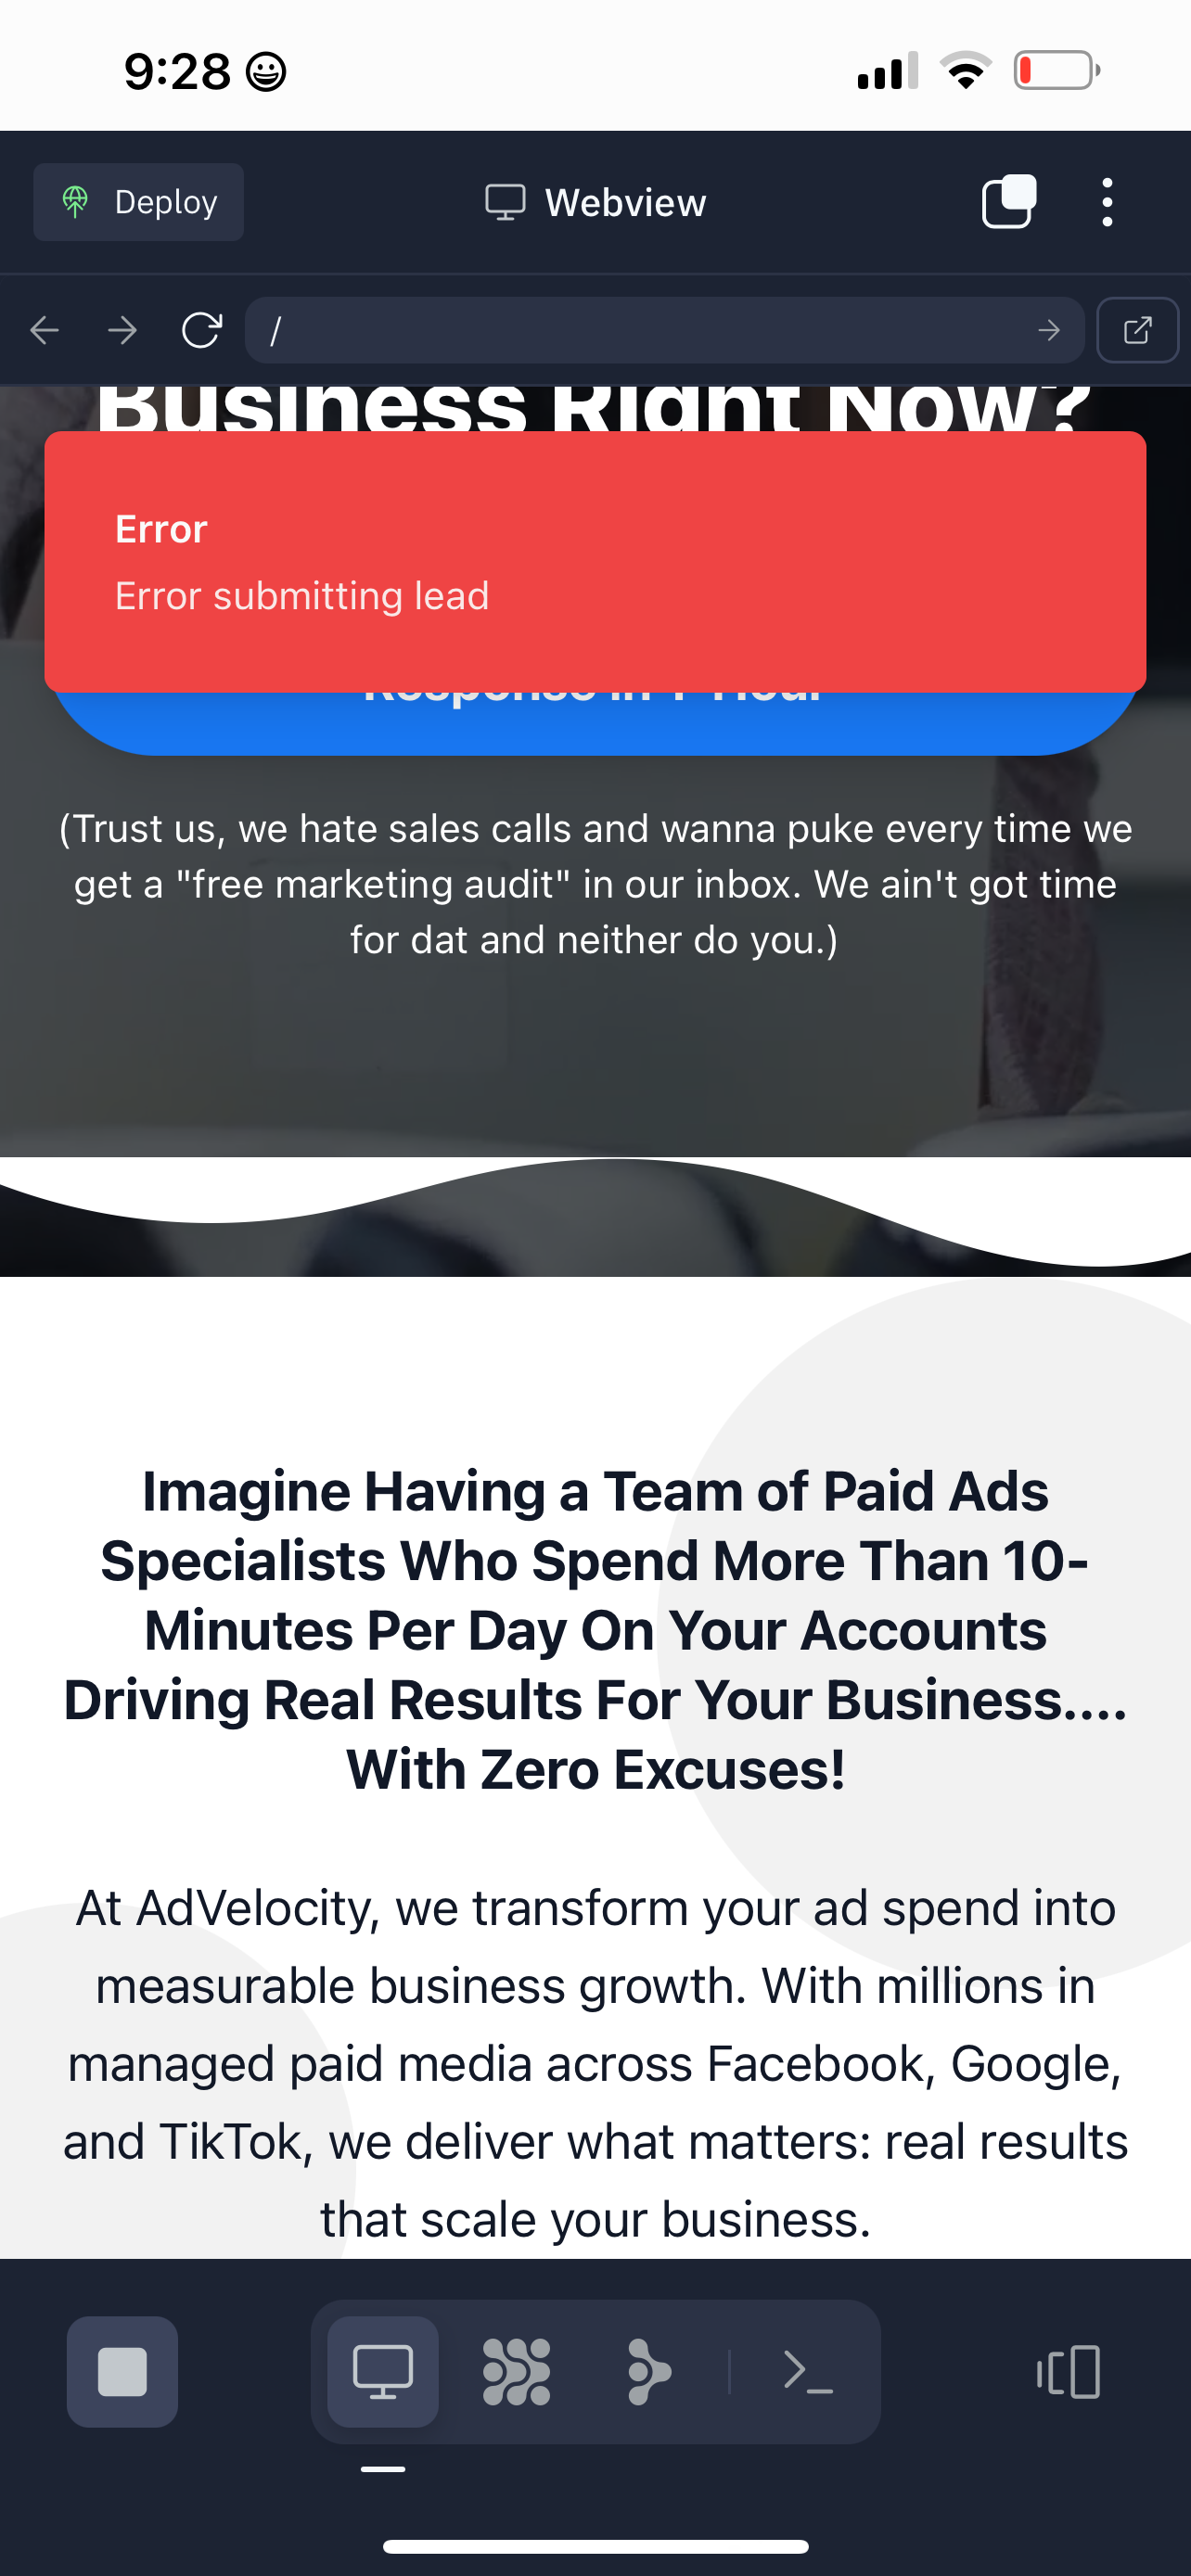 9:28
Deploy
Webview
/
Business Right Now?
Error
Error submitting lead
Response in 1-Hour
(Trust us, we hate sales calls and wanna puke every time we
get a "free marketing audit" in our inbox. We ain't got time
for dat and neither do you.)
Imagine Having a Team of Paid Ads
Specialists Who Spend More Than 10-
Minutes Per Day On Your Accounts
Driving Real Results For Your Business....
With Zero Excuses!
At AdVelocity, we transform your ad spend into
measurable business growth. With millions in
managed paid media across Facebook, Google,
and TikTok, we deliver what matters: real results
that scale your business.